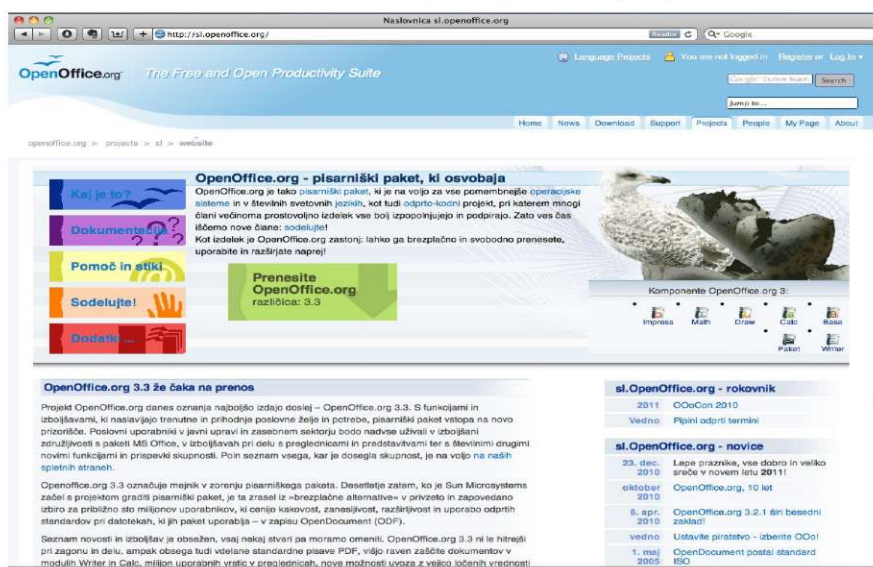 Naslovnica sl.openoffice.org
http://sl.openoffice.org/
Reader
Google
Language Projects
You are not logged in
Register or Log In
OpenOffice.org
The Free and Open Productivity Suite
Search
Jump to...
Home News Download Support Projects People My Page About
openoffice.org > projects > sl > website
Kaj je to?
Dokumentacija
Pomoč in stiki
Sodelujte!
Dodatki...
OpenOffice.org - pisarniški paket, ki osvobaja
OpenOffice.org je tako pisarniški paket, ki je na voljo za vse pomembnejše operacijske
sisteme in v številnih svetovnih jezikih, kot tudi odprto-kodni projekt, pri katerem mnogi
člani večinoma prostovoljno izdelek vse bolj izpopolnjujejo in podpirajo. Zato ves čas
iščemo nove člane: sodelujte!
Kot izdelek je OpenOffice.org zastonj: lahko ga brezplačno in svobodno prenesete,
uporabite in razširjate naprej!
Prenesite
OpenOffice.org
različica: 3.3
Komponente OpenOffice.org 3:
Impress Math Draw Calc Base
Paket Writer
OpenOffice.org 3.3 že čaka na prenos
Projekt OpenOffice.org danes oznanja najboljšo izdajo doslej – OpenOffice.org 3.3. S funkcijami in
izboljšavami, ki naslavljajo trenutne in prihodnje poslovne želje in potrebe, pisarniški paket vstopa na novo
prizorišče. Poslovni uporabniki v javni upravi in zasebnem sektorju bodo nadvse uživali v izboljšani
združljivosti s paketi MS Office, v izboljšavah pri delu s preglednicami in predstavitvami ter s številnimi drugimi
novimi funkcijami in prispevki skupnosti. Poln seznam vsega, kar je dosegla skupnost, je na voljo na naših
spletnih straneh.
Openoffice.org 3.3 označuje mejnik v zorenju pisarniškega paketa. Desetletje zatem, ko je Sun Microsystems
začel s projektom graditi pisarniški paket, je ta zrasel iz »brezplačne alternative« v privzeto in zapovedano
izbiro za približno sto milijonov uporabnikov, ki cenijo kakovost, zanesljivost, razširljivost in uporabo odprtih
standardov pri datotekah, ki jih paket uporablja – v zapisu OpenDocument (ODF).
Seznam novosti in izboljšav je obsežen, vsaj nekaj stvari pa moramo omeniti. OpenOffice.org 3.3 ni le hitrejši
pri zagonu in delu, ampak obsega tudi vdelane standardne pisave PDF, višjo raven zaščite dokumentov v
modulih Writer in Calc, milijon uporabnih vrstic v preglednicah, nove možnosti uvoza z vejico ločenih vrednosti
sl.OpenOffice.org - rokovnik
2011 OOoCon 2010
Vedno Pipini odprti termini
sl.OpenOffice.org - novice
23. dec. 2010 Lepe praznike, vse dobro in veliko
sreče v novem letu 2011!
oktober 2010 OpenOffice.org, 10 let
5. apr. 2010 OpenOffice.org 3.2.1 širi besedni
zaklad!
vedno Ustavite piratstvo - izberite OOo!
1. maj 2005 OpenDocument postal standard
ISO